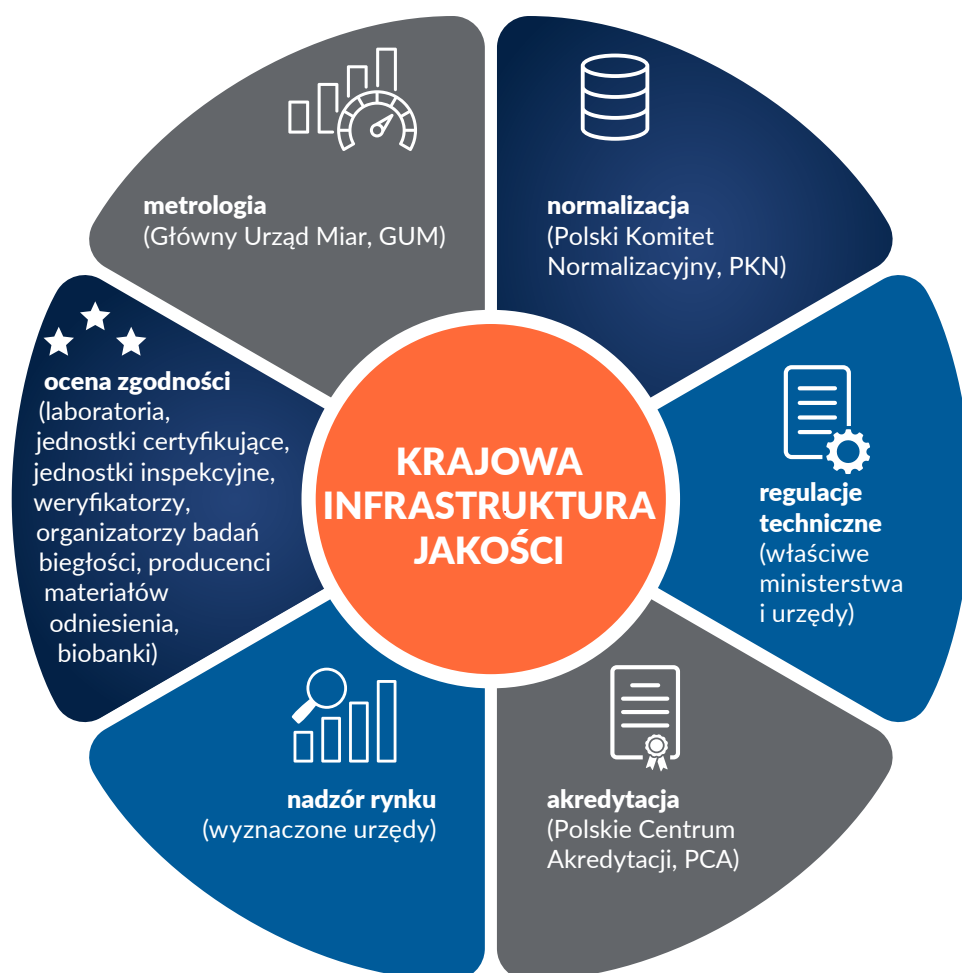 metrologia
(Główny Urząd Miar, GUM)
normalizacja
(Polski Komitet
Normalizacyjny, PKN)
ocena zgodności
(laboratoria,
jednostki certyfikujące,
jednostki inspekcyjne,
weryfikatorzy,
organizatorzy badań
biegłości, producenci
materiałów
odniesienia,
biobanki)
KRAJOWA
INFRASTRUKTURA
JAKOŚCI
regulacje
techniczne
(właściwe
ministerstwa
i urzędy)
nadzór rynku
(wyznaczone urzędy)
akredytacja
(Polskie Centrum
Akredytacji, PCA)